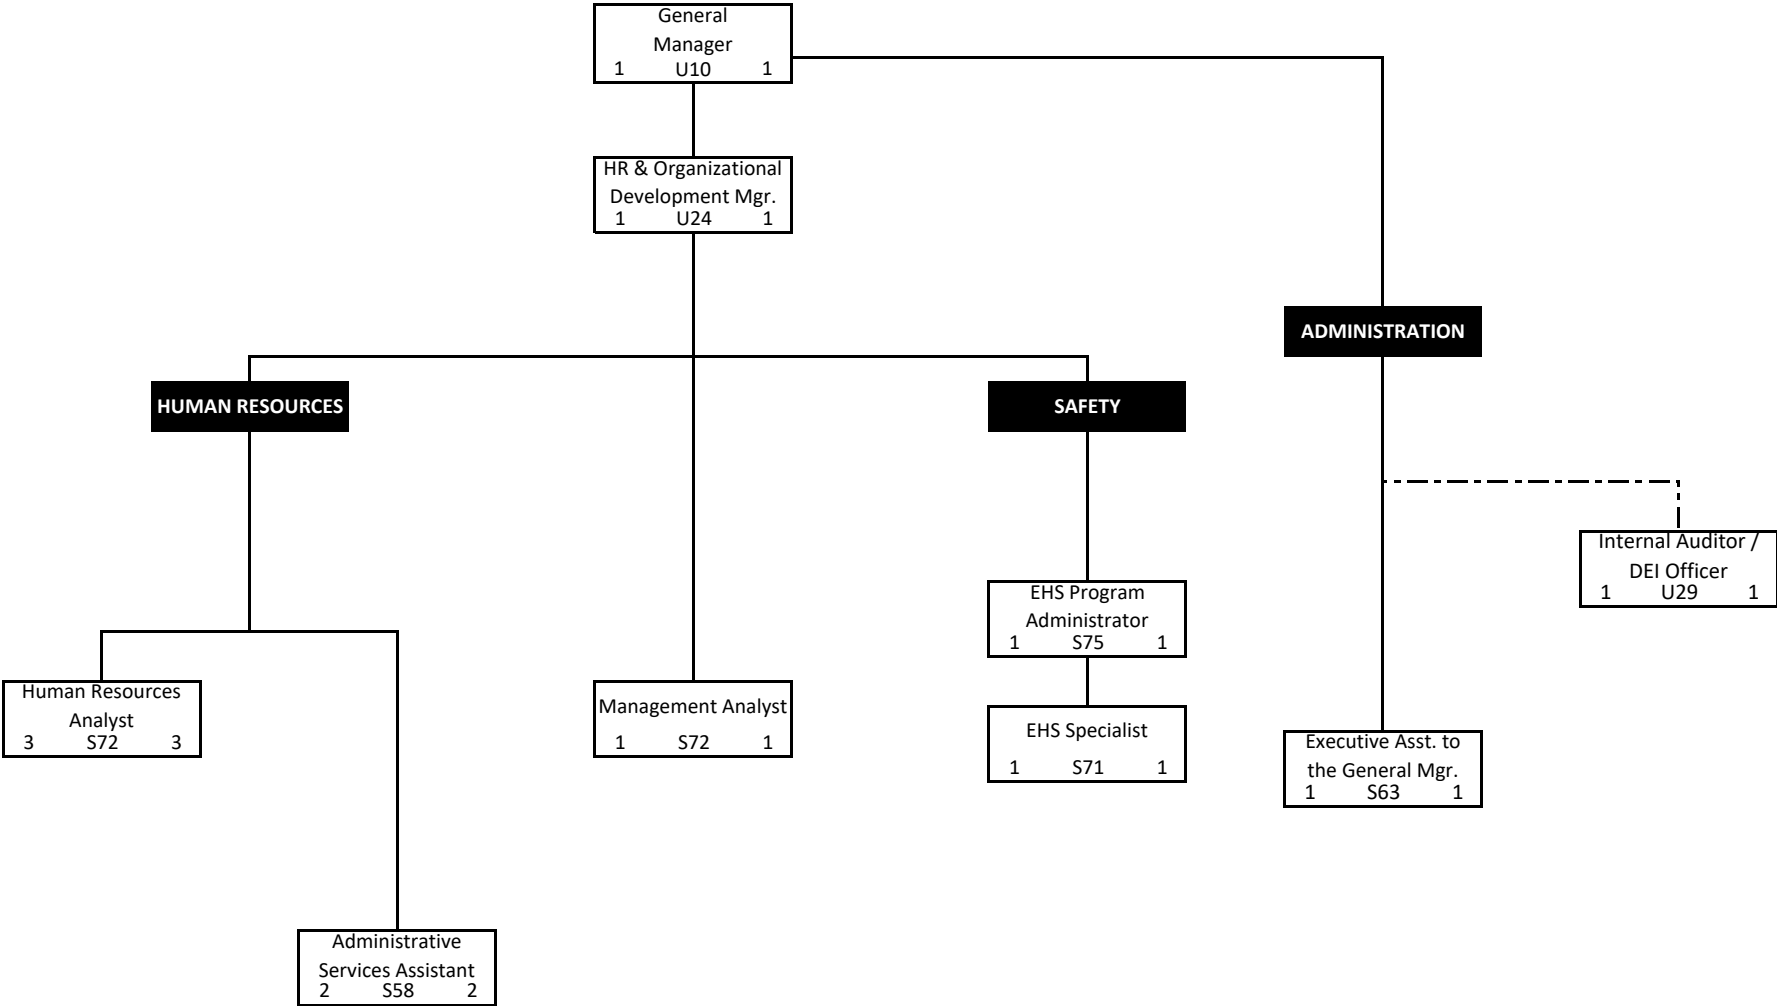 General
Manager
1 U10 1
HR & Organizational
Development Mgr.
1 U24 1
ADMINISTRATION
HUMAN RESOURCES
SAFETY
Internal Auditor /
DEI Officer
1 U29 1
EHS Program
Administrator
1 S75 1
Human Resources
Analyst
3 S72 3
Management Analyst
1 S72 1
EHS Specialist
1 S71 1
Executive Asst. to
the General Mgr.
1 S63 1
Administrative
Services Assistant
2 S58 2